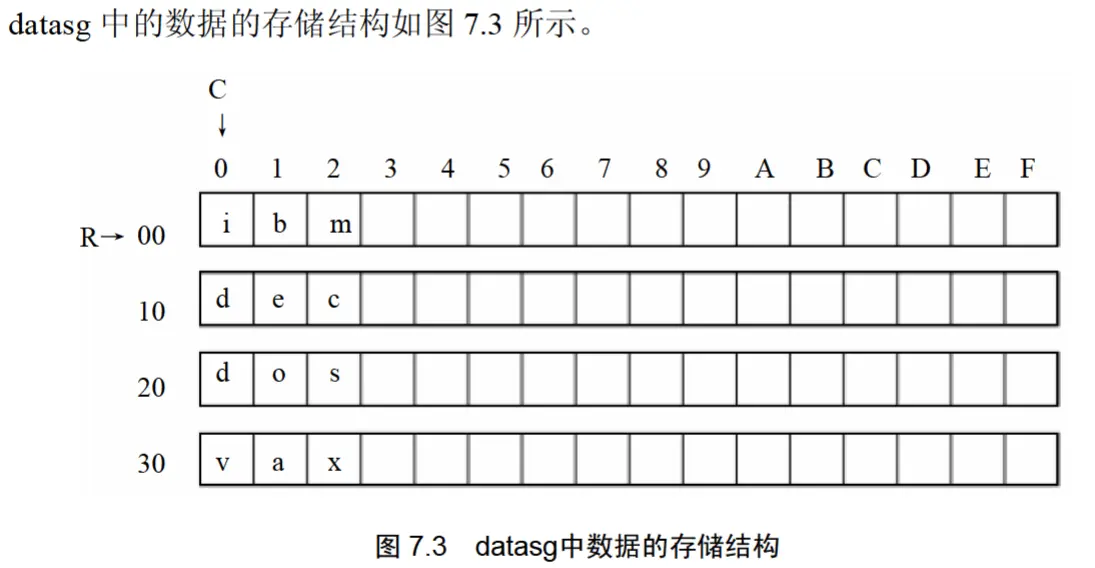 datasg 中的数据的存储结构如图 7.3 所示。
C
↓
0 1 2 3 4 5 6 7 8 9 A B C D E F
R→ 00 i b m
10 d e c
20 d o s
30 v a x
图 7.3 datasg中数据的存储结构